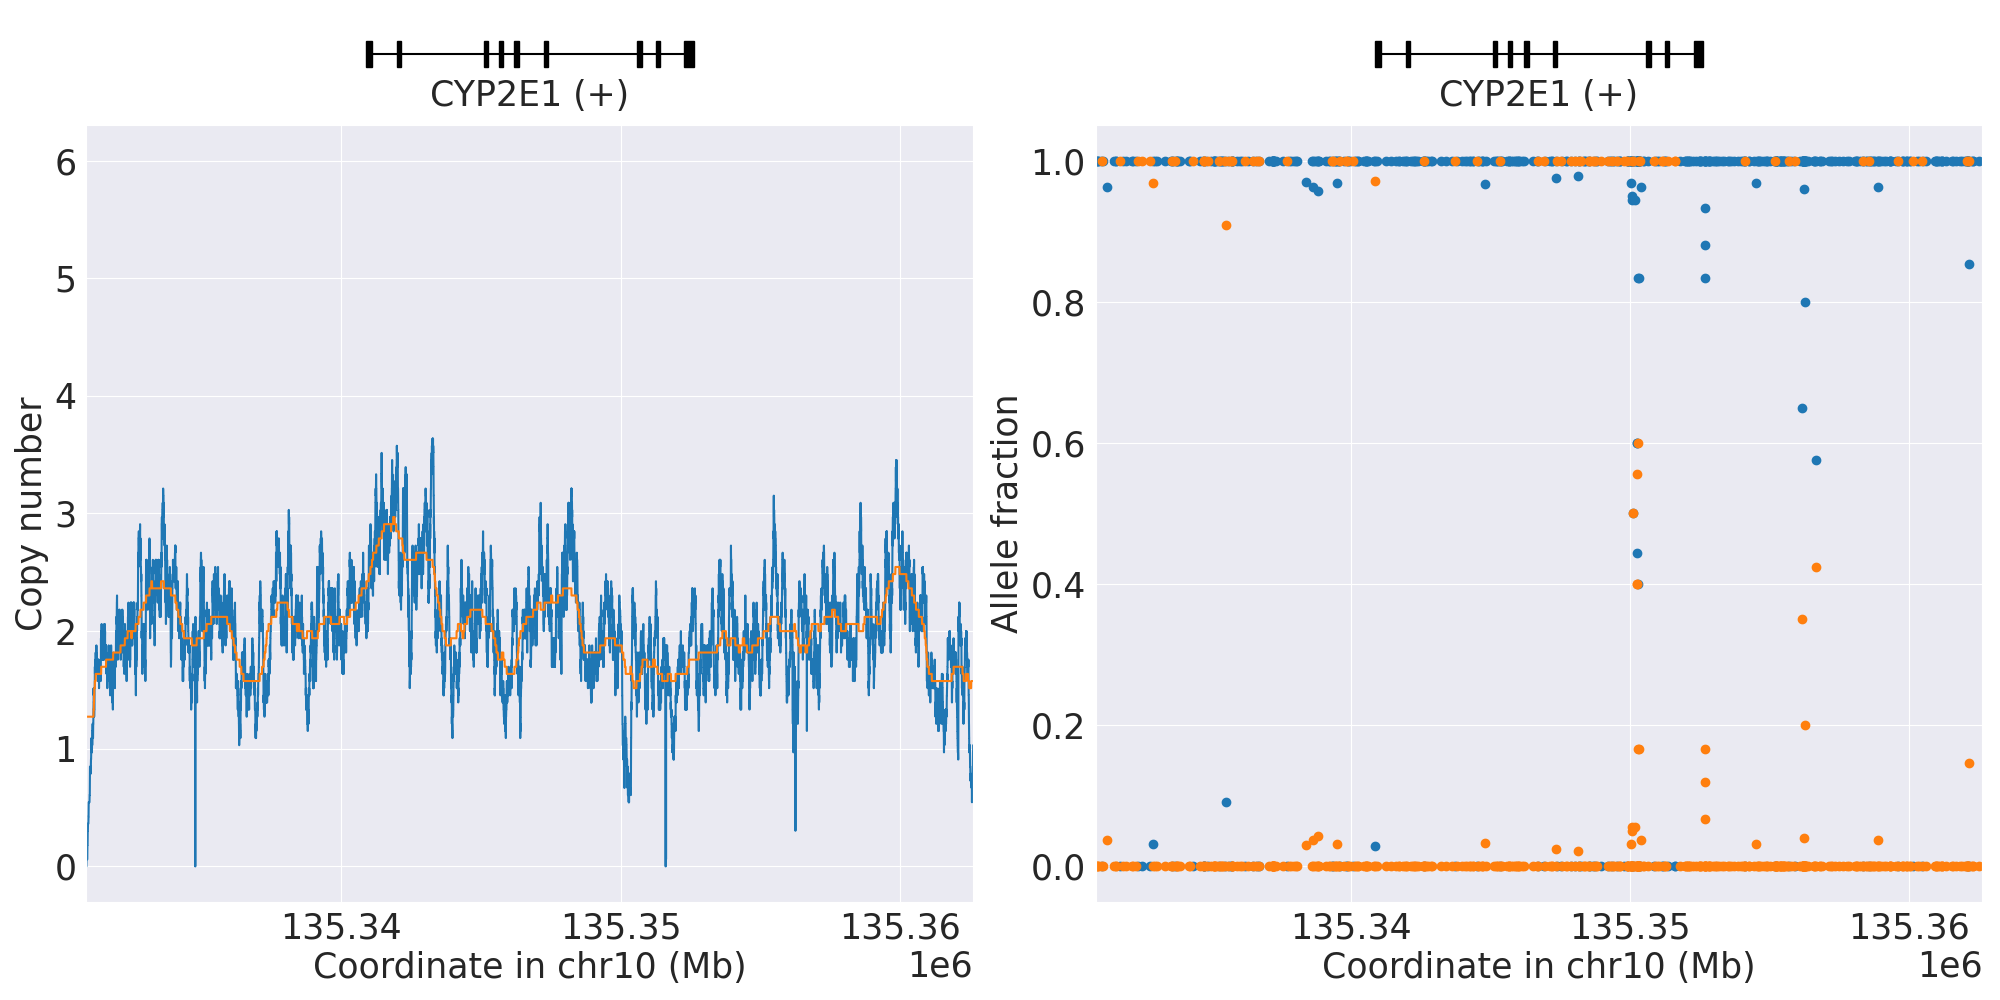 CYP2E1 (+)
6
5
4
3
2
1
0
Copy number
135.34 135.35 135.36
Coordinate in chr10 (Mb)
1e6
CYP2E1 (+)
1.0
0.8
0.6
0.4
0.2
0.0
Allele fraction
135.34 135.35 135.36
Coordinate in chr10 (Mb)
1e6